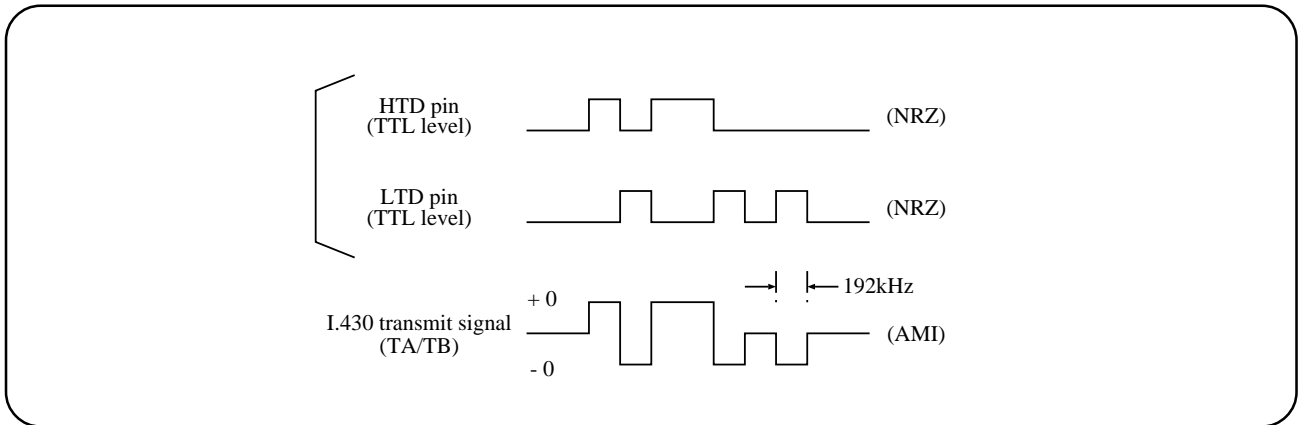 HTD pin
(TTL level)
(NRZ)
LTD pin
(TTL level)
(NRZ)
192kHz
+ 0
I.430 transmit signal
(TA/TB)
(AMI)
- 0